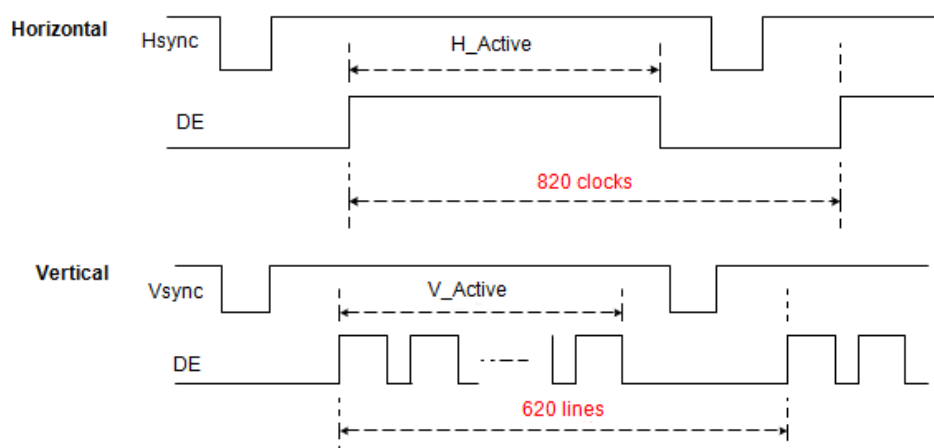 Horizontal
Hsync
H_Active
DE
820 clocks
Vertical
Vsync
V_Active
DE
620 lines